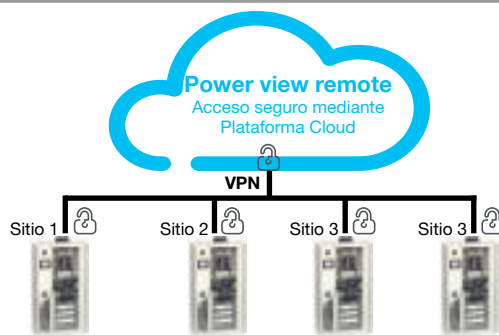 Power view remote
Acceso seguro mediante
Plataforma Cloud
VPN
Sitio 1
Sitio 2
Sitio 3
Sitio 3